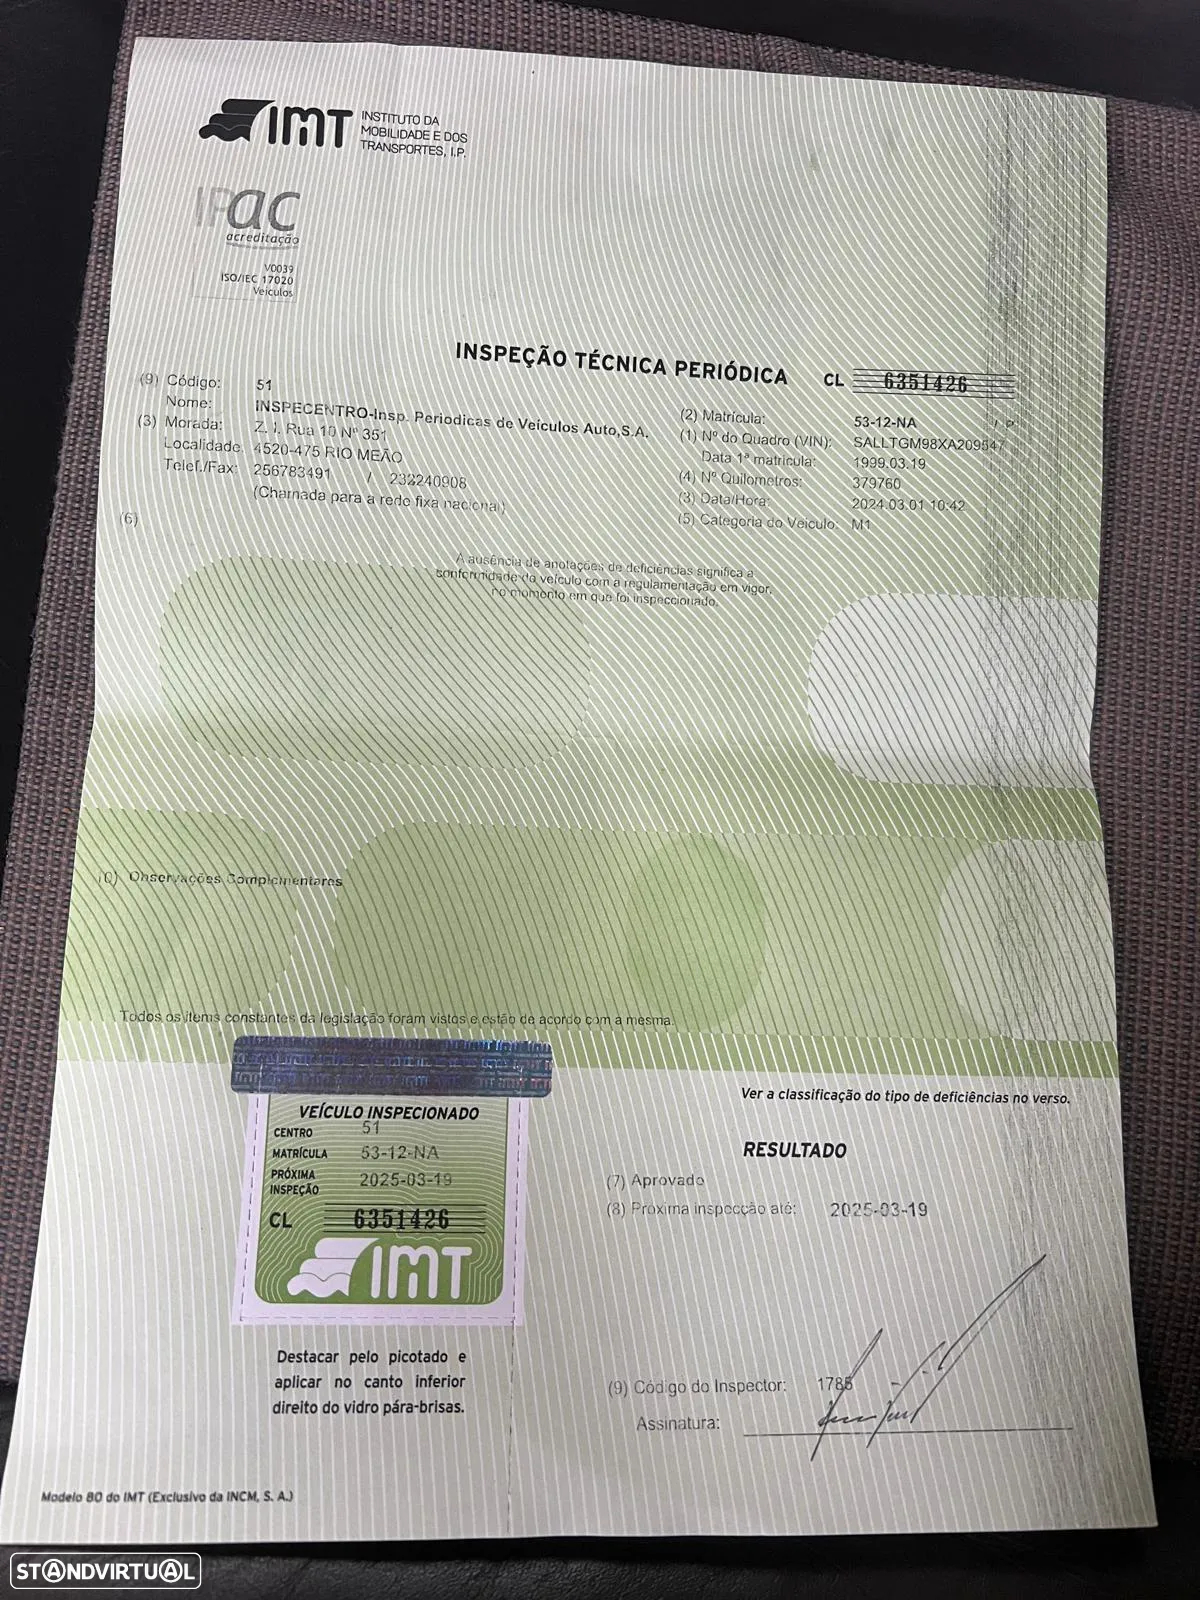 IMT INSTITUTO DA
MOBILIDADE E DOS
TRANSPORTES, I.P.
IPac
acreditação
V0039
ISO/IEC 17020
Veículos
INSPEÇÃO TÉCNICA PERIÓDICA CL 6351426
(9) Código: 51
Nome: INSPECENTRO-Insp. Periodicas de Veículos Auto,S.A.
(3) Morada: Z. I. Rua 10 Nº 351
Localidade: 4520-475 RIO MEÃO
Telef./Fax: 256783491 / 232240908
(Chamada para a rede fixa nacional)
(6)
(2) Matrícula: 53-12-NA / P
(1) Nº do Quadro (VIN): SALLTGM98XA209547
Data 1ª matricula: 1999.03.19
(4) Nº Quilometros: 379760
(3) Data/Hora: 2024.03.01 10:42
(5) Categoria do Veiculo: M1
A ausência de anotações de deficiências significa a
conformidade do veículo com a regulamentação em vigor,
no momento em que foi inspeccionado.
(10) Observações Complementares
Todos os items constantes da legislação foram vistos e estão de acordo com a mesma.
Ver a classificação do tipo de deficiências no verso.
VEÍCULO INSPECIONADO
CENTRO 51
MATRÍCULA 53-12-NA
PRÓXIMA
INSPEÇÃO 2025-03-19
CL 6351426
IMT
RESULTADO
(7) Aprovado
(8) Proxima inspecção até: 2025-03-19
Destacar pelo picotado e
aplicar no canto inferior
direito do vidro pára-brisas.
(9) Código do Inspector: 1785
Assinatura:
Modelo 80 do IMT (Exclusivo da INCM, S. A.)
STANDVIRTUAL